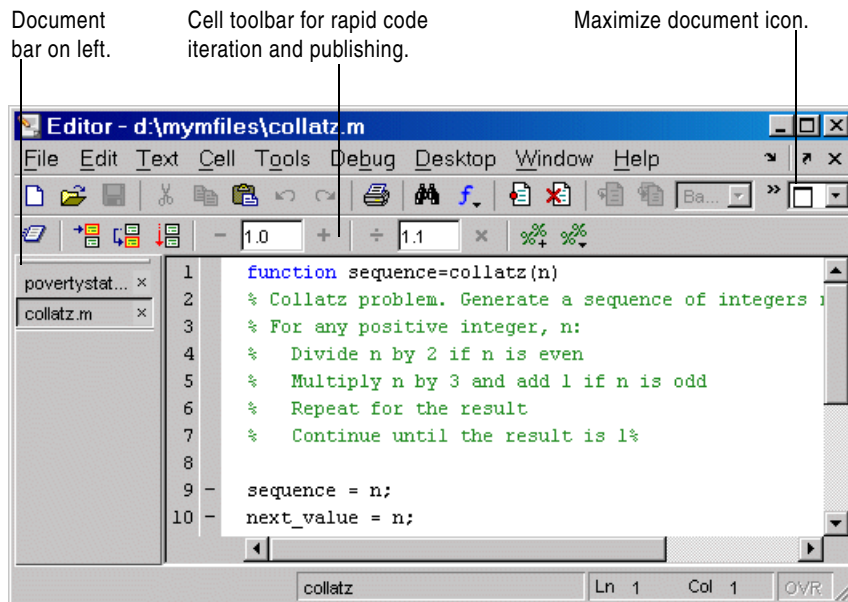 Document
bar on left.
Cell toolbar for rapid code
iteration and publishing.
Maximize document icon.
Editor - d:\mymfiles\collatz.m
File Edit Text Cell Tools Debug Desktop Window Help
Ba...
1.0
1.1
povertystat...
collatz.m
1 function sequence=collatz(n)
2 % Collatz problem. Generate a sequence of integers
3 % For any positive integer, n:
4 % Divide n by 2 if n is even
5 % Multiply n by 3 and add 1 if n is odd
6 % Repeat for the result
7 % Continue until the result is 1%
8
9 - sequence = n;
10 - next_value = n;
collatz
Ln 1 Col 1 OVR